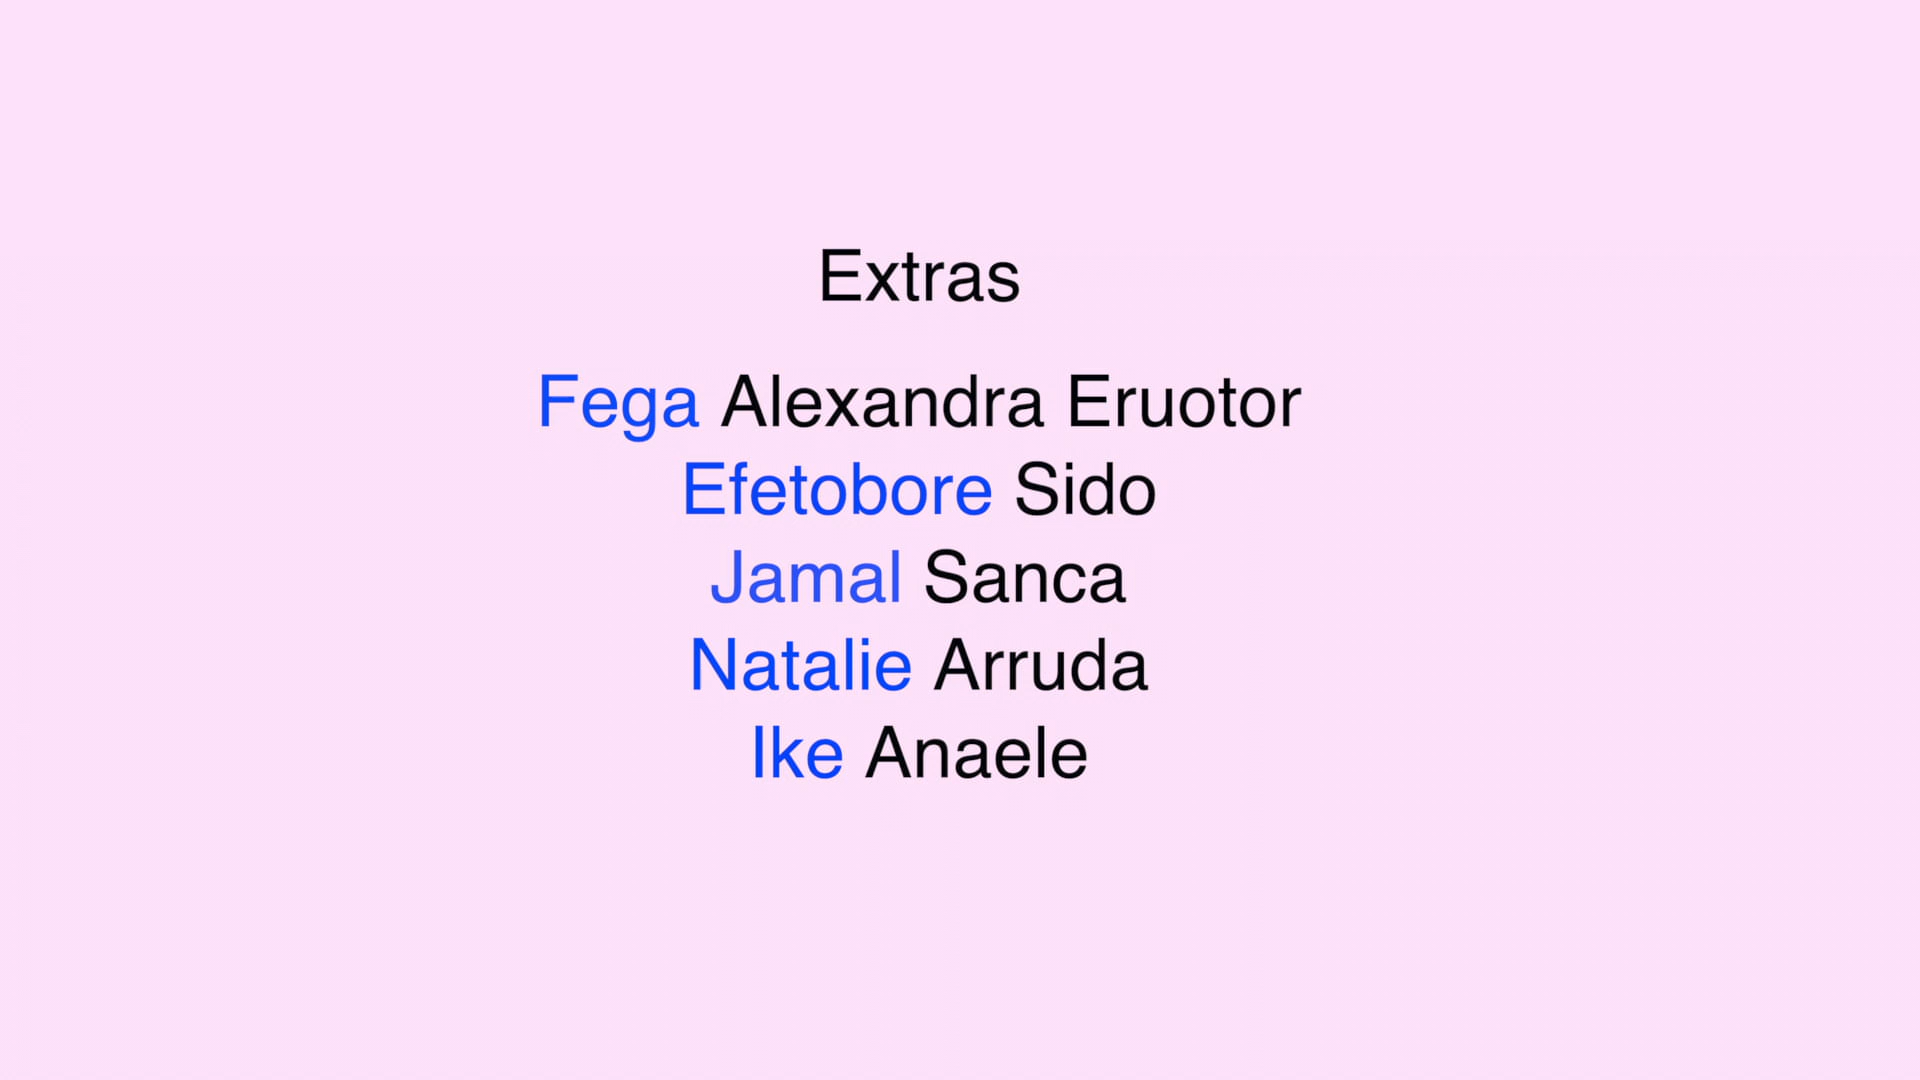 Extras
Fega Alexandra Eruotor
Efetobore Sido
Jamal Sanca
Natalie Arruda
Ike Anaele